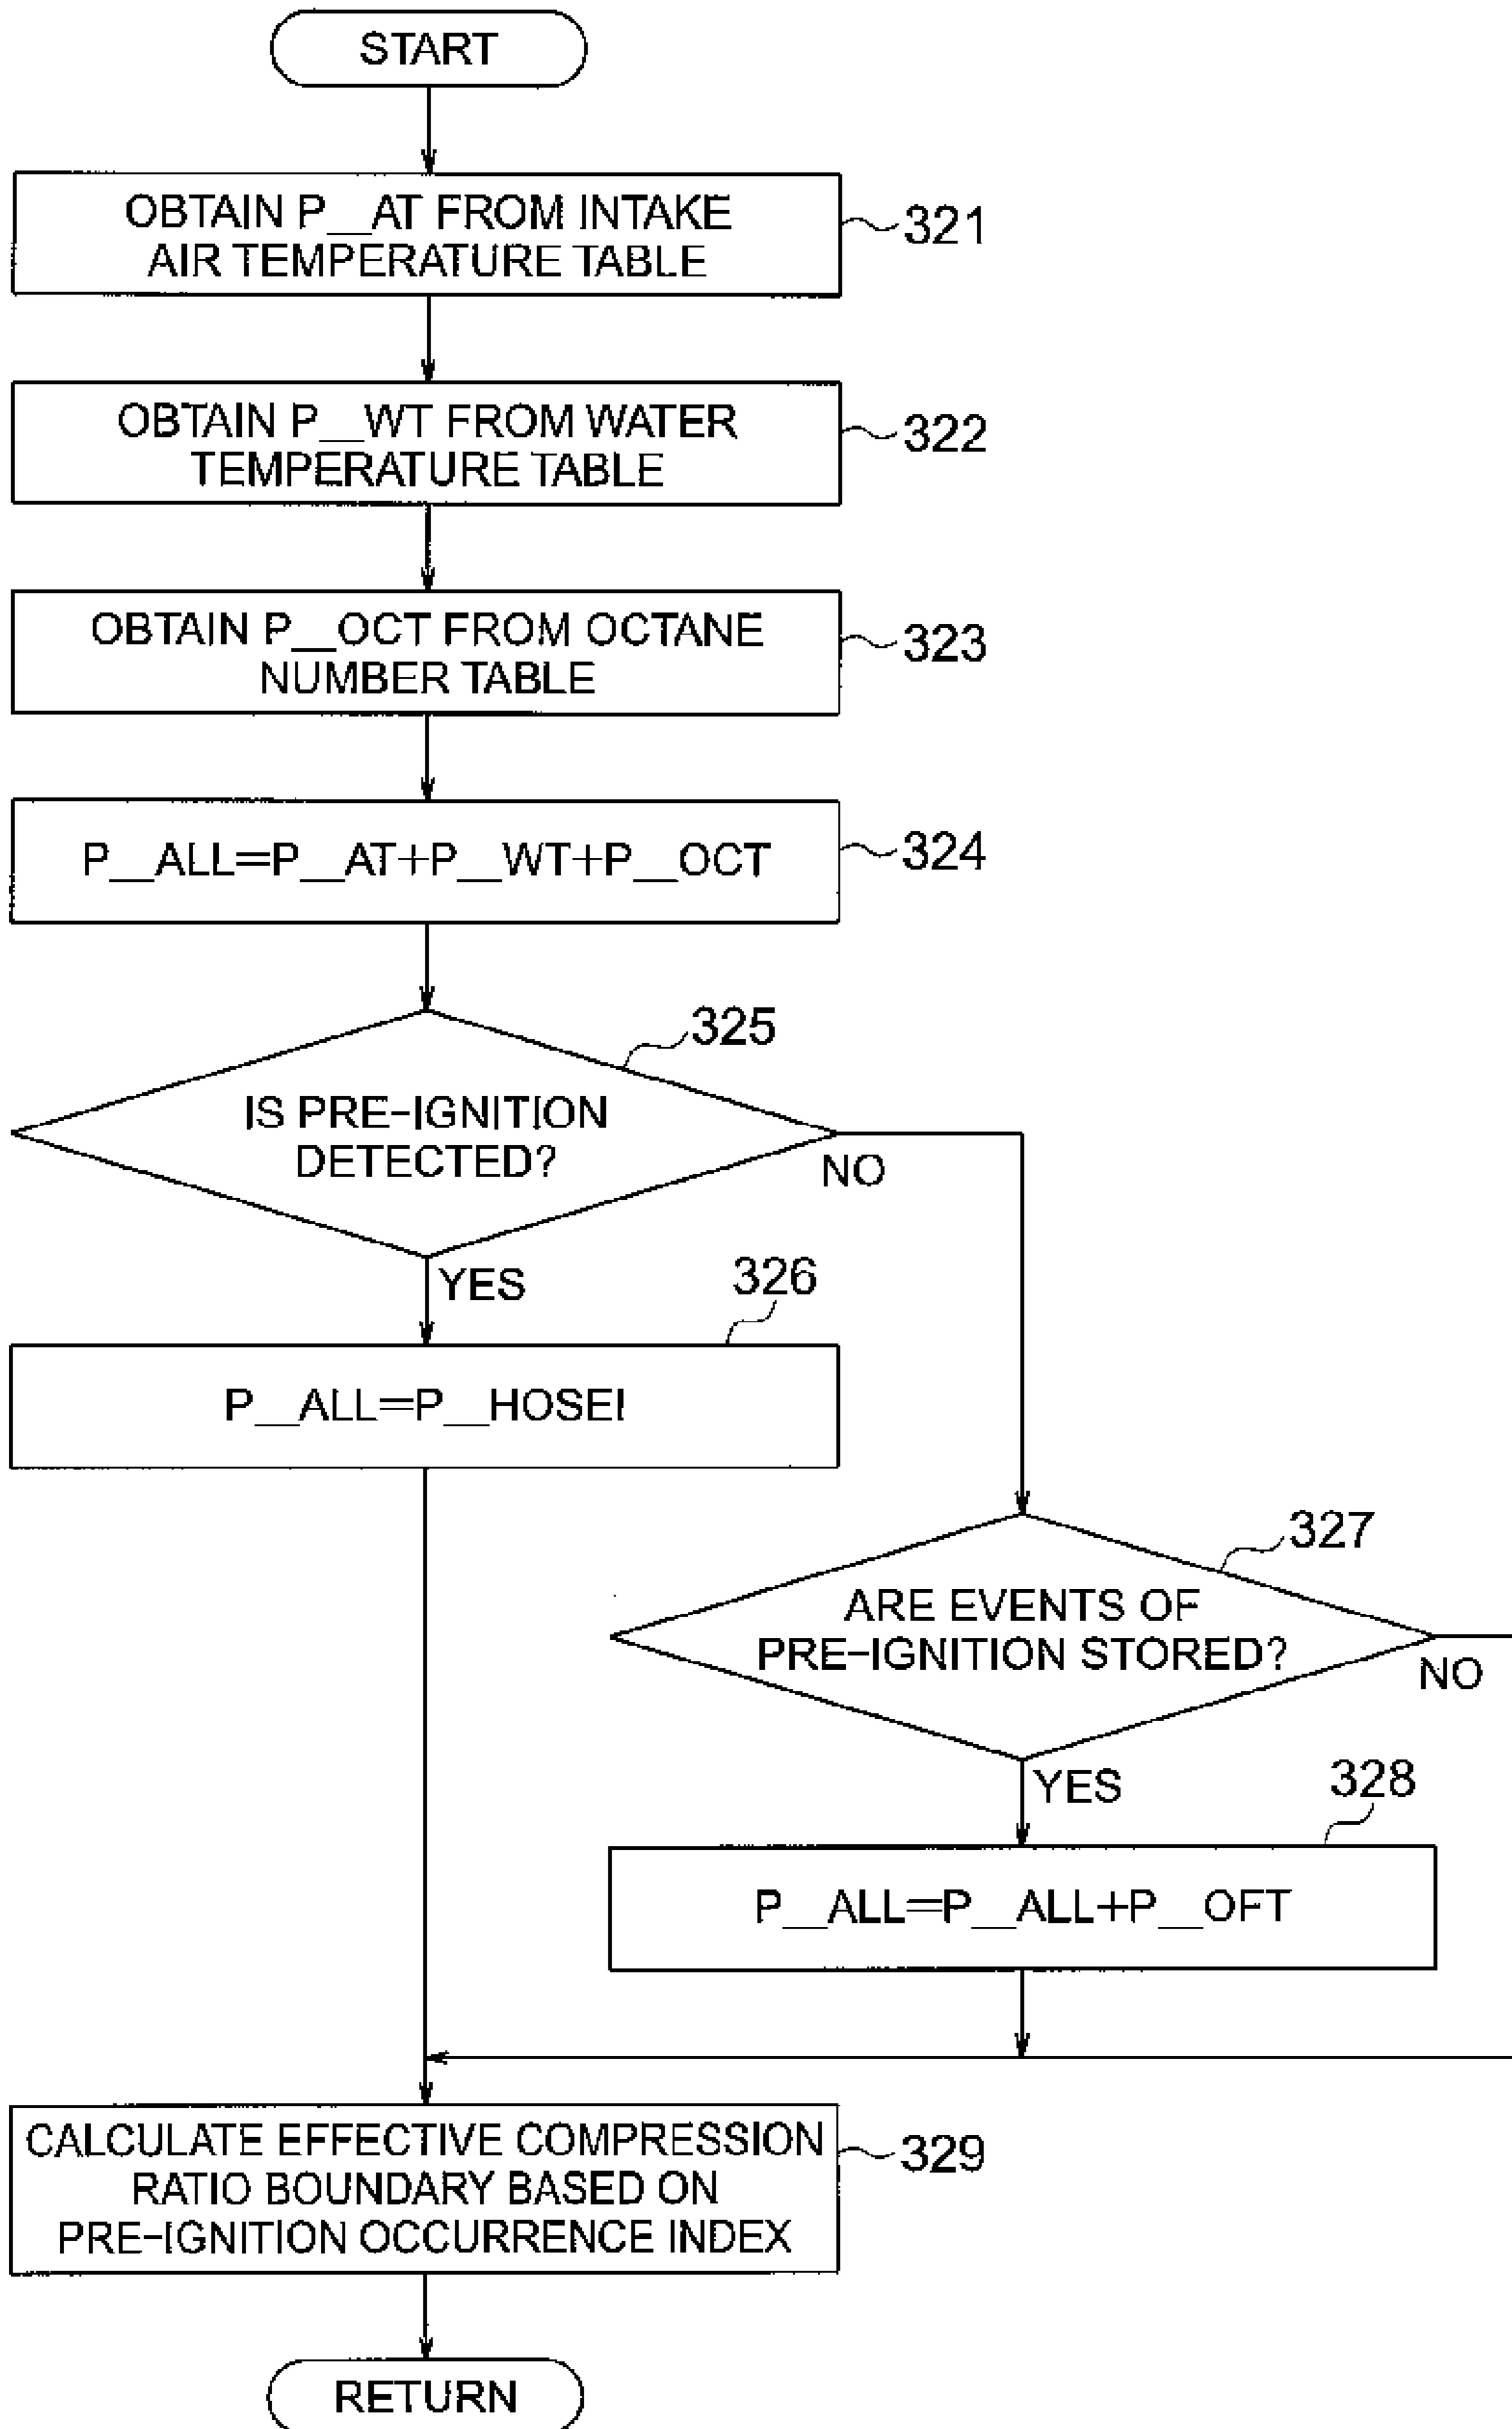 START
OBTAIN P__AT FROM INTAKE
AIR TEMPERATURE TABLE
321
OBTAIN P__WT FROM WATER
TEMPERATURE TABLE
322
OBTAIN P__OCT FROM OCTANE
NUMBER TABLE
323
P__ALL=P__AT+P__WT+P__OCT
324
325
IS PRE-IGNITION
DETECTED?
NO
YES
326
P__ALL=P__HOSEI
327
ARE EVENTS OF
PRE-IGNITION STORED?
NO
YES
328
P__ALL=P__ALL+P__OFT
CALCULATE EFFECTIVE COMPRESSION
RATIO BOUNDARY BASED ON
PRE-IGNITION OCCURRENCE INDEX
329
RETURN